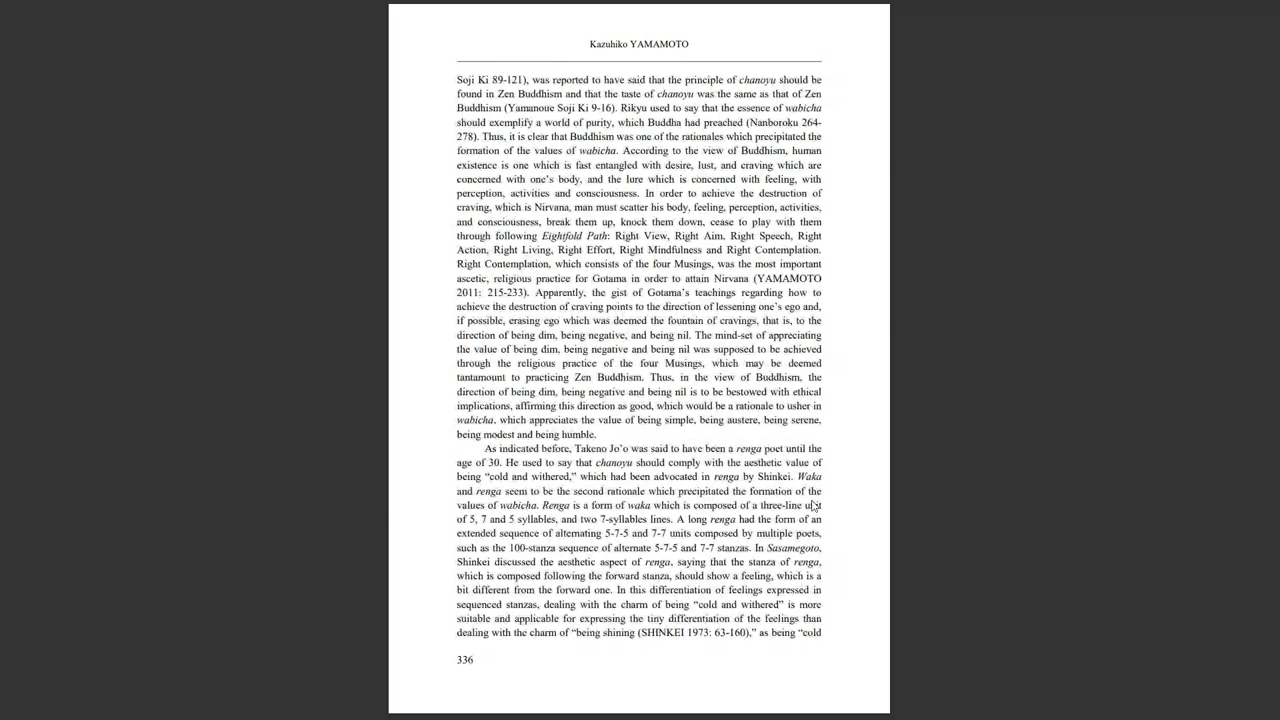 Kazuhiko YAMAMOTO
Soji Ki 89-121), was reported to have said that the principle of chanoyu should be
found in Zen Buddhism and that the taste of chanoyu was the same as that of Zen
Buddhism (Yamanoue Soji Ki 9-16). Rikyu used to say that the essence of wabicha
should exemplify a world of purity, which Buddha had preached (Nanboroku 264-
278). Thus, it is clear that Buddhism was one of the rationales which precipitated the
formation of the values of wabicha. According to the view of Buddhism, human
existence is one which is fast entangled with desire, lust, and craving which are
concerned with one's body, and the lure which is concerned with feeling, with
perception, activities and consciousness. In order to achieve the destruction of
craving, which is Nirvana, man must scatter his body, feeling, perception, activities,
and consciousness, break them up, knock them down, cease to play with them
through following Eightfold Path: Right View, Right Aim, Right Speech, Right
Action, Right Living, Right Effort, Right Mindfulness and Right Contemplation.
Right Contemplation, which consists of the four Musings, was the most important
ascetic, religious practice for Gotama in order to attain Nirvana (YAMAMOTO
2011: 215-233). Apparently, the gist of Gotama's teachings regarding how to
achieve the destruction of craving points to the direction of lessening one's ego and,
if possible, erasing ego which was deemed the fountain of cravings, that is, to the
direction of being dim, being negative, and being nil. The mind-set of appreciating
the value of being dim, being negative and being nil was supposed to be achieved
through the religious practice of the four Musings, which may be deemed
tantamount to practicing Zen Buddhism. Thus, in the view of Buddhism, the
direction of being dim, being negative and being nil is to be bestowed with ethical
implications, affirming this direction as good, which would be a rationale to usher in
wabicha, which appreciates the value of being simple, being austere, being serene,
being modest and being humble.
As indicated before, Takeno Jo'o was said to have been a renga poet until the
age of 30. He used to say that chanoyu should comply with the aesthetic value of
being “cold and withered,” which had been advocated in renga by Shinkei. Waka
and renga seem to be the second rationale which precipitated the formation of the
values of wabicha. Renga is a form of waka which is composed of a three-line
of 5, 7 and 5 syllables, and two 7-syllables lines. A long renga had the form of an
extended sequence of alternating 5-7-5 and 7-7 units composed by multiple poets,
such as the 100-stanza sequence of alternate 5-7-5 and 7-7 stanzas. In Sasamegoto,
Shinkei discussed the aesthetic aspect of renga, saying that the stanza of renga,
which is composed following the forward stanza, should show a feeling, which is a
bit different from the forward one. In this differentiation of feelings expressed in
sequenced stanzas, dealing with the charm of being “cold and withered” is more
suitable and applicable for expressing the tiny differentiation of the feelings than
dealing with the charm of “being shining (SHINKEI 1973: 63-160),” as being “cold
336